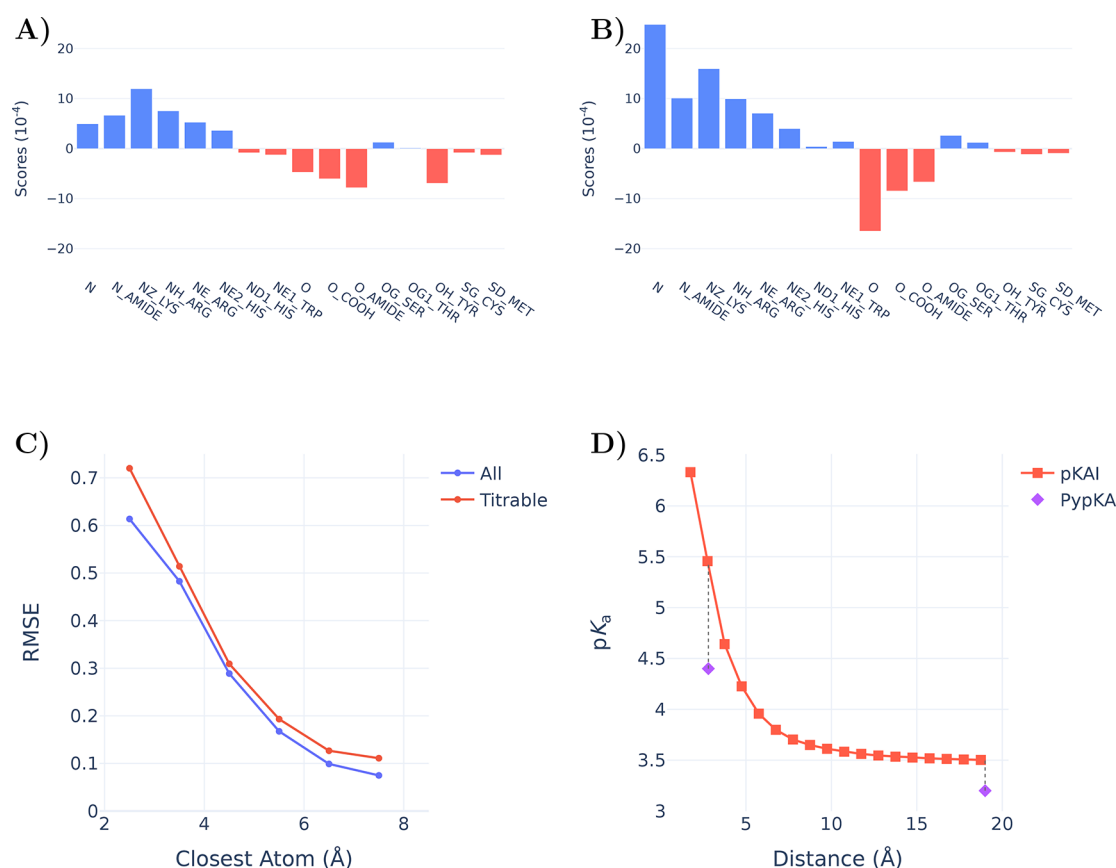 A)
20
10
0
−10
−20
Scores (10-4)
N
N_AMIDE
NZ_LYS
NH_ARG
NE_ARG
NE2_HIS
ND1_HIS
NE1_TRP
O
O_COOH
O_AMIDE
OG_SER
OG1_THR
OH_TYR
SG_CYS
SD_MET
B)
20
10
0
−10
−20
Scores (10-4)
N
N_AMIDE
NZ_LYS
NH_ARG
NE_ARG
NE2_HIS
ND1_HIS
NE1_TRP
O
O_COOH
O_AMIDE
OG_SER
OG1_THR
OH_TYR
SG_CYS
SD_MET
C)
0.7
0.6
0.5
0.4
0.3
0.2
0.1
0
RMSE
2
4
6
8
Closest Atom (Å)
All
Titrable
D)
6.5
6
5.5
5
4.5
4
3.5
3
pKa
5
10
15
20
Distance (Å)
pKAI
PypKA